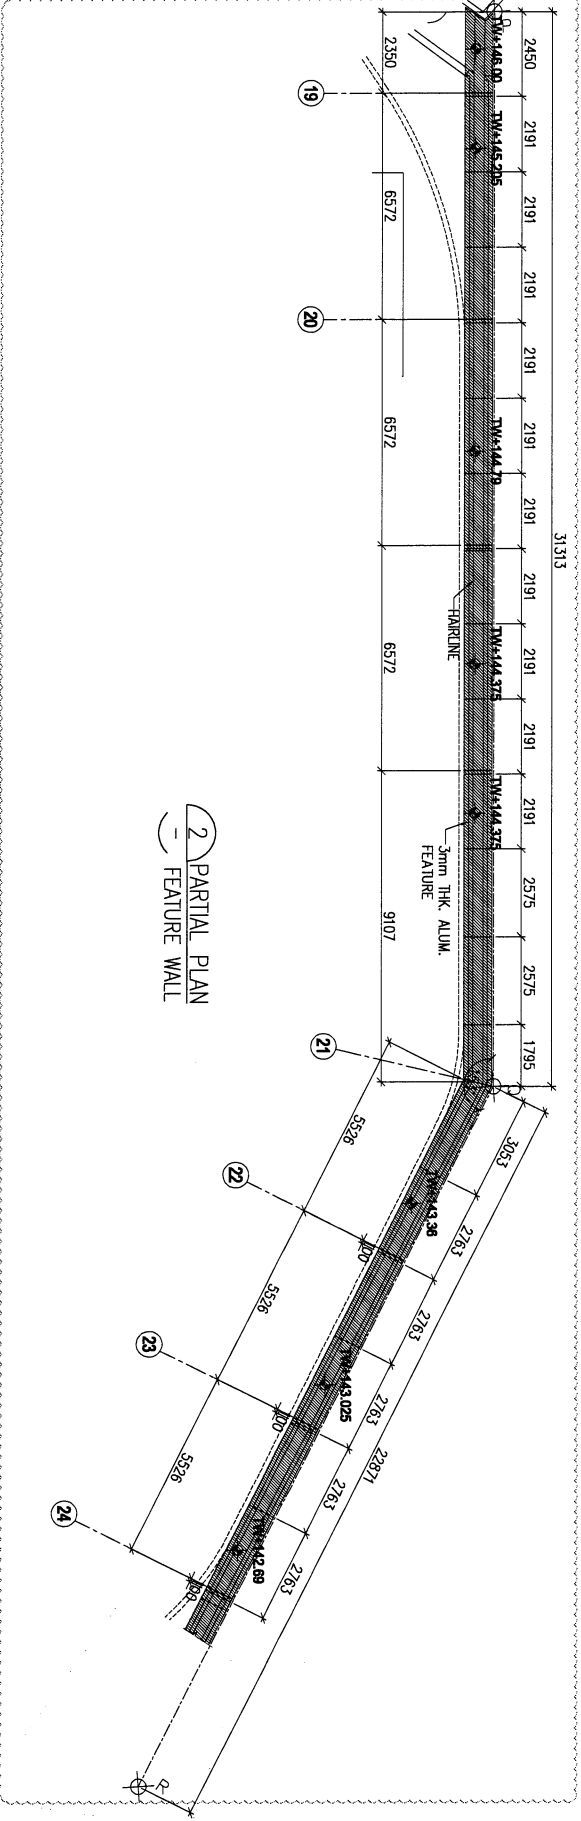 31313
2450
2191
2191
2191
2191
2191
2191
2191
2191
2191
2191
2575
2575
1795
TW+146.00
TW+145.205
TW+144.79
TW+144.375
TW+144.375
HAIRLINE
3mm THK. ALUM.
FEATURE
2350
6572
6572
6572
9107
19
20
21
22
23
24
3053
2763
2763
2763
2763
2763
22871
TW+143.36
TW+143.025
TW+142.69
100
100
100
5526
5526
5526
Q
R
2 PARTIAL PLAN
- FEATURE WALL